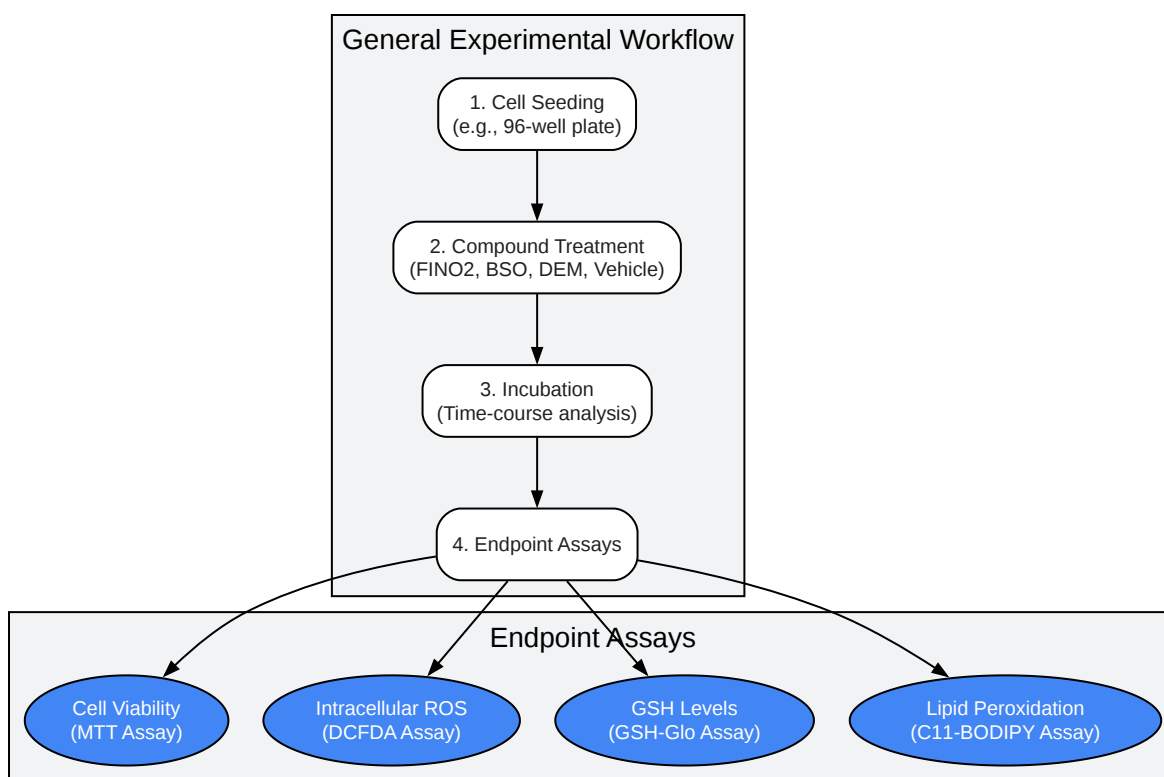 General Experimental Workflow
1. Cell Seeding
(e.g., 96-well plate)
2. Compound Treatment
(FINO2, BSO, DEM, Vehicle)
3. Incubation
(Time-course analysis)
4. Endpoint Assays
Endpoint Assays
Cell Viability
(MTT Assay)
Intracellular ROS
(DCFDA Assay)
GSH Levels
(GSH-Glo Assay)
Lipid Peroxidation
(C11-BODIPY Assay)